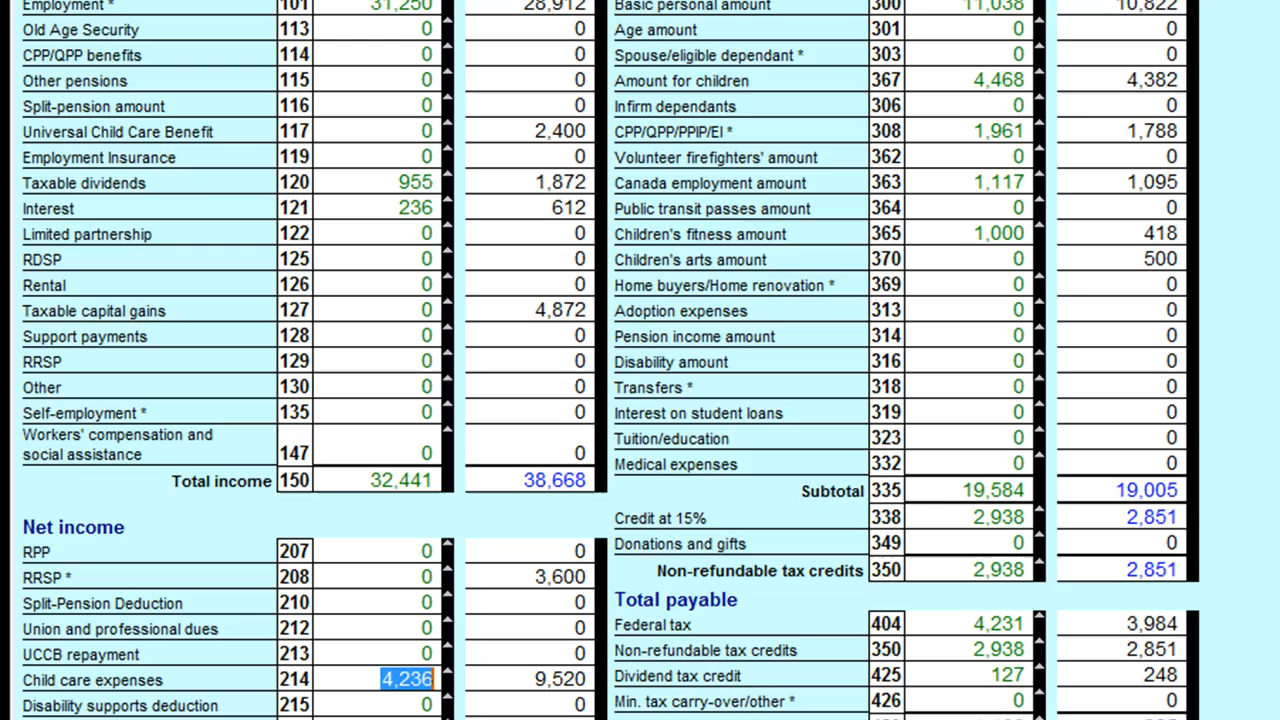 Employment * 101 31,250 28,912
Old Age Security 113 0 0
CPP/QPP benefits 114 0 0
Other pensions 115 0 0
Split-pension amount 116 0 0
Universal Child Care Benefit 117 0 2,400
Employment Insurance 119 0 0
Taxable dividends 120 955 1,872
Interest 121 236 612
Limited partnership 122 0 0
RDSP 125 0 0
Rental 126 0 0
Taxable capital gains 127 0 4,872
Support payments 128 0 0
RRSP 129 0 0
Other 130 0 0
Self-employment * 135 0 0
Workers' compensation and
social assistance 147 0 0
Total income 150 32,441 38,668
Net income
RPP 207 0 0
RRSP * 208 0 3,600
Split-Pension Deduction 210 0 0
Union and professional dues 212 0 0
UCCB repayment 213 0 0
Child care expenses 214 4,236 9,520
Disability supports deduction 215 0 0
Basic personal amount 300 11,038 10,822
Age amount 301 0 0
Spouse/eligible dependant * 303 0 0
Amount for children 367 4,468 4,382
Infirm dependants 306 0 0
CPP/QPP/PPIP/EI * 308 1,961 1,788
Volunteer firefighters' amount 362 0 0
Canada employment amount 363 1,117 1,095
Public transit passes amount 364 0 0
Children's fitness amount 365 1,000 418
Children's arts amount 370 0 500
Home buyers/Home renovation * 369 0 0
Adoption expenses 313 0 0
Pension income amount 314 0 0
Disability amount 316 0 0
Transfers * 318 0 0
Interest on student loans 319 0 0
Tuition/education 323 0 0
Medical expenses 332 0 0
Subtotal 335 19,584 19,005
Credit at 15% 338 2,938 2,851
Donations and gifts 349 0 0
Non-refundable tax credits 350 2,938 2,851
Total payable
Federal tax 404 4,231 3,984
Non-refundable tax credits 350 2,938 2,851
Dividend tax credit 425 127 248
Min. tax carry-over/other * 426 0 0